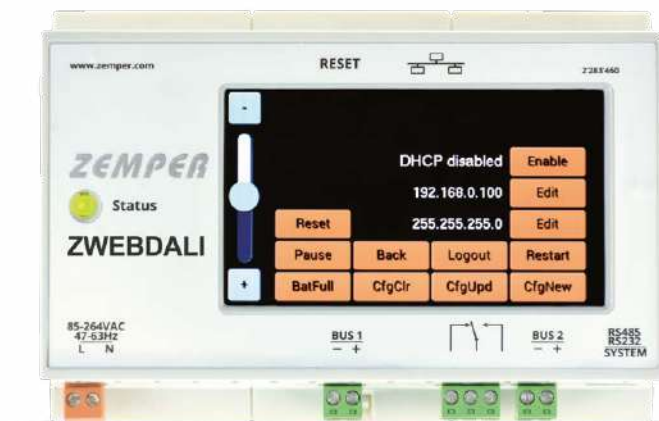 www.zemper.com
RESET
ZEMPER
Status
ZWEBDALI
-
DHCP disabled Enable
192.168.0.100 Edit
Reset 255.255.255.0 Edit
Pause Back Logout Restart
+ BatFull CfgClr CfgUpd CfgNew
85-264VAC
47-63Hz
L N
BUS 1
- +
BUS 2
- +
RS485
RS232
SYSTEM